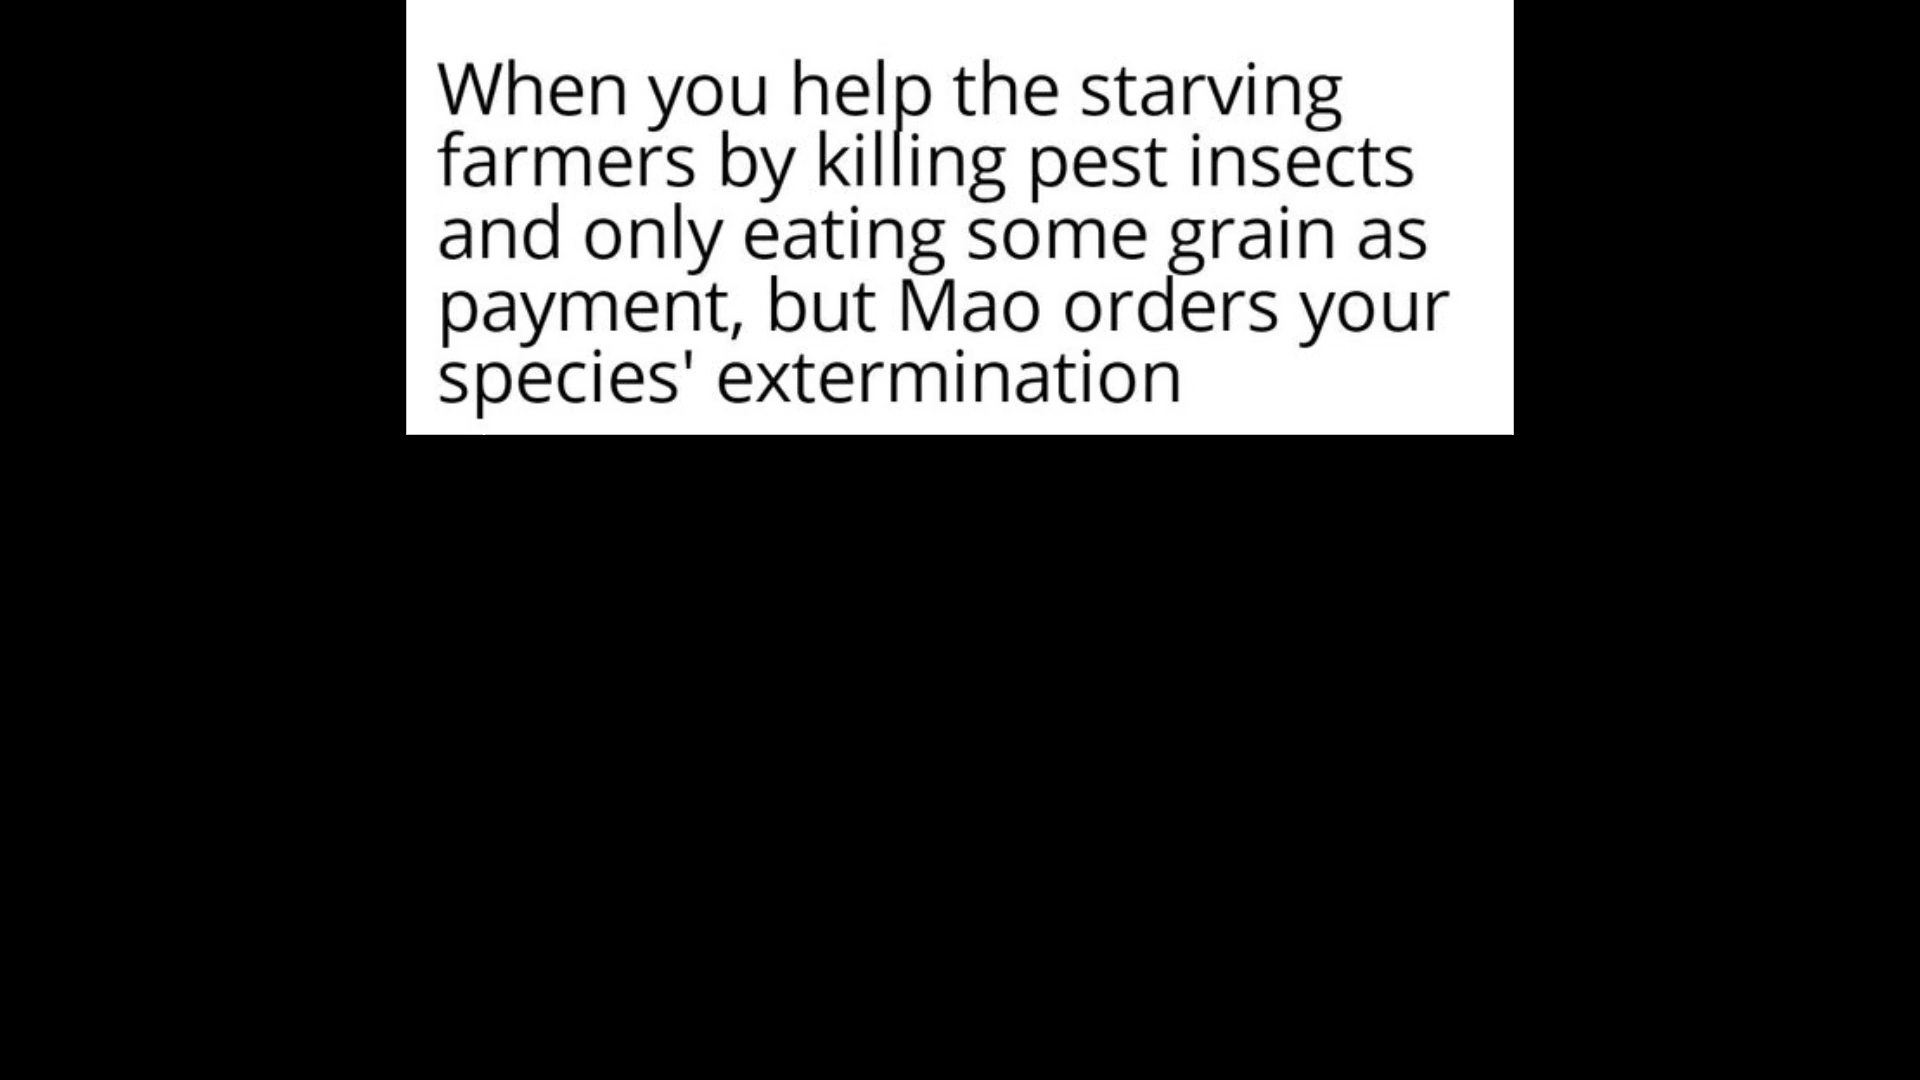 When you help the starving
farmers by killing pest insects
and only eating some grain as
payment, but Mao orders your
species' extermination